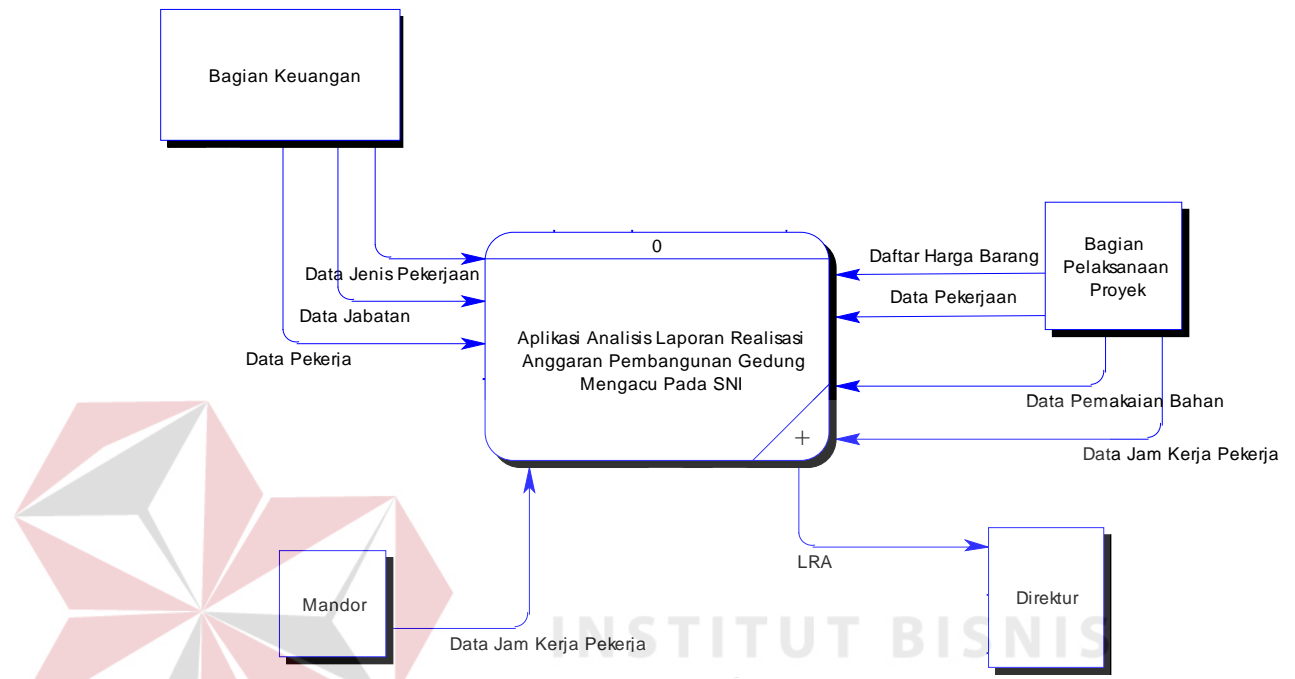 Bagian Keuangan
0
Bagian
Pelaksanaan
Proyek
Daftar Harga Barang
Data Jenis Pekerjaan
Data Pekerjaan
Data Jabatan
Aplikasi Analisis Laporan Realisasi
Anggaran Pembangunan Gedung
Mengacu Pada SNI
Data Pekerja
Data Pemakaian Bahan
+
Data Jam Kerja Pekerja
LRA
Mandor
Direktur
Data Jam Kerja Pekerja
INSTITUT BISNIS